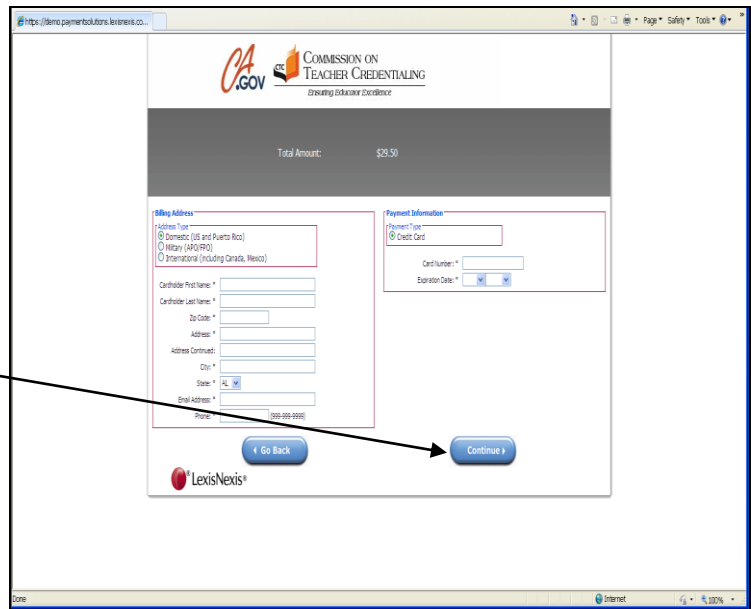 https://demo.paymentsolutions.lexisnexis.co...
Page Safety Tools
CA
.GOV
CTC
COMMISSION ON
TEACHER CREDENTIALING
Ensuring Educator Excellence
Total Amount: $29.50
Billing Address
Address Type
Domestic (US and Puerto Rico)
Military (APO/FPO)
International (including Canada, Mexico)
Cardholder First Name: *
Cardholder Last Name: *
Zip Code: *
Address: *
Address Continued:
City: *
State: * AL
Email Address: *
Phone: * (999-999-9999)
Payment Information
Payment Type
Credit Card
Card Number: *
Expiration Date: *
Go Back
Continue
LexisNexis®
Done
Internet
100%